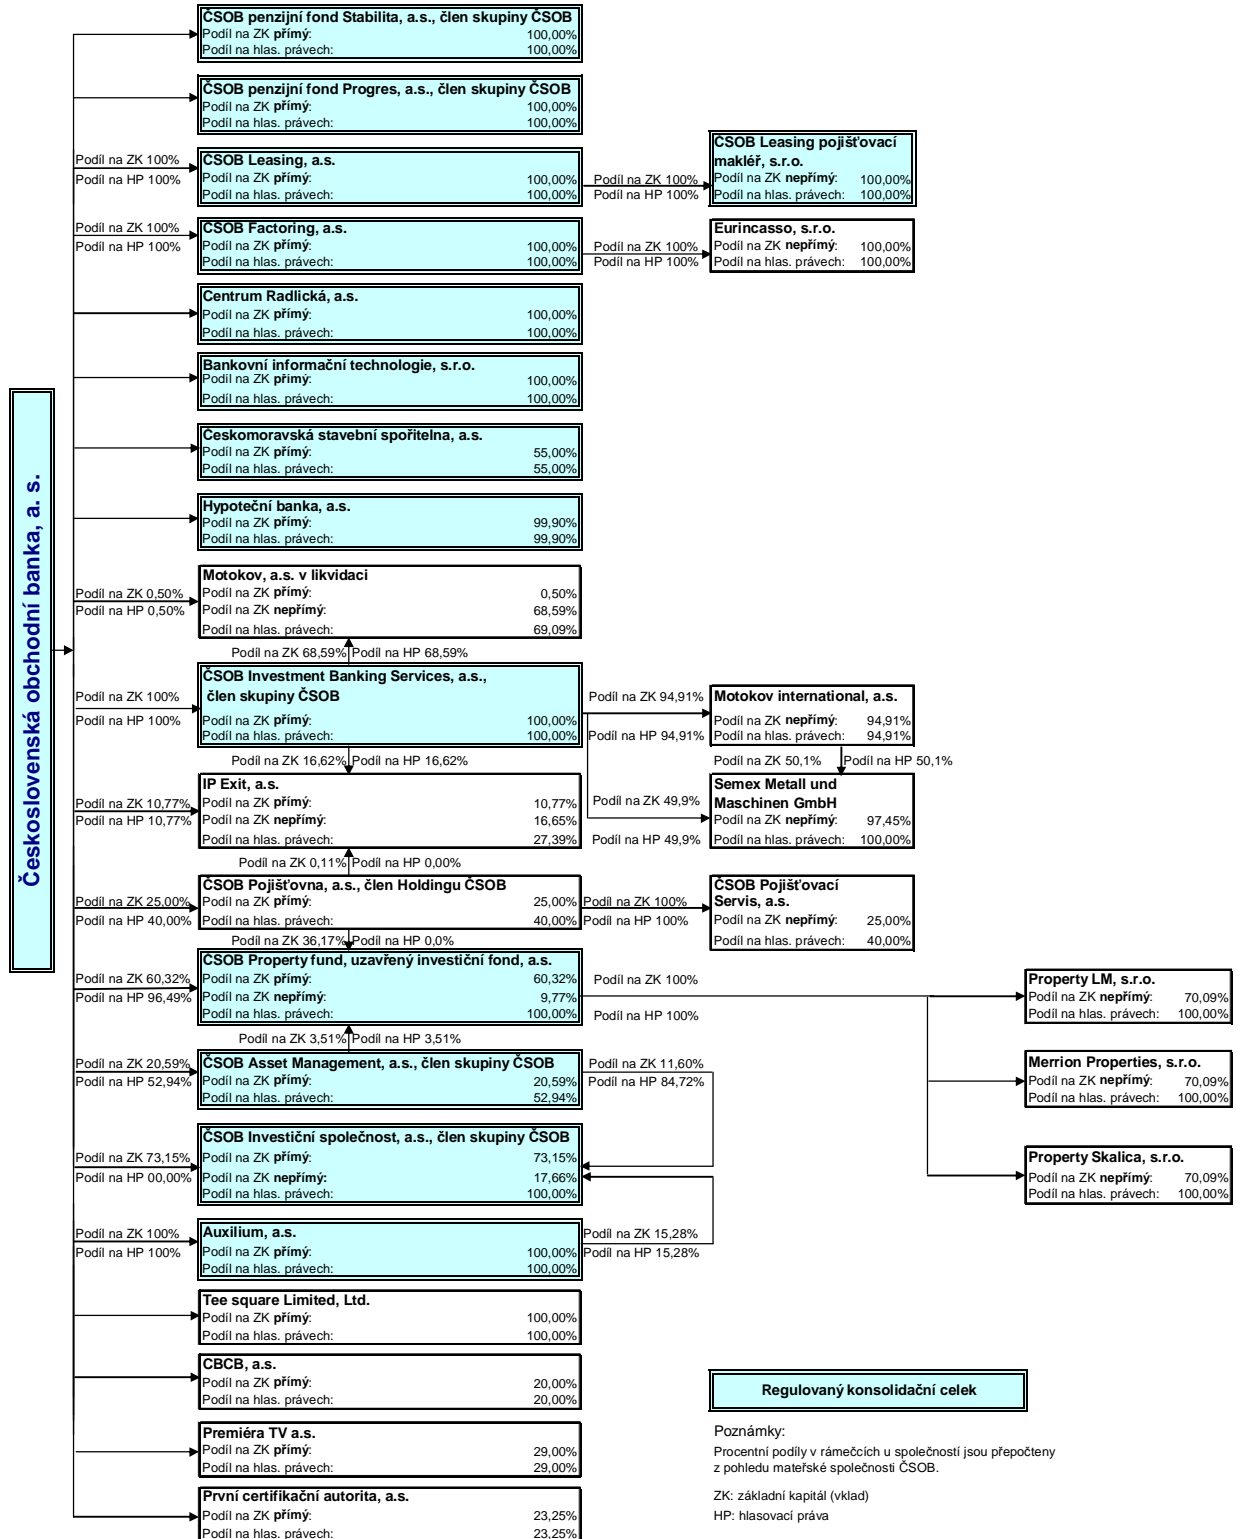 Československá obchodní banka, a. s.
ČSOB penzijní fond Stabilita, a.s., člen skupiny ČSOB
Podíl na ZK přímý: 100,00%
Podíl na hlas. právech: 100,00%
ČSOB penzijní fond Progres, a.s., člen skupiny ČSOB
Podíl na ZK přímý: 100,00%
Podíl na hlas. právech: 100,00%
Podíl na ZK 100%
Podíl na HP 100%
ČSOB Leasing, a.s.
Podíl na ZK přímý: 100,00%
Podíl na hlas. právech: 100,00%
Podíl na ZK 100%
Podíl na HP 100%
ČSOB Leasing pojišťovací
makléř, s.r.o.
Podíl na ZK nepřímý: 100,00%
Podíl na hlas. právech: 100,00%
Podíl na ZK 100%
Podíl na HP 100%
ČSOB Factoring, a.s.
Podíl na ZK přímý: 100,00%
Podíl na hlas. právech: 100,00%
Podíl na ZK 100%
Podíl na HP 100%
Eurincasso, s.r.o.
Podíl na ZK nepřímý: 100,00%
Podíl na hlas. právech: 100,00%
Centrum Radlická, a.s.
Podíl na ZK přímý: 100,00%
Podíl na hlas. právech: 100,00%
Bankovní informační technologie, s.r.o.
Podíl na ZK přímý: 100,00%
Podíl na hlas. právech: 100,00%
Českomoravská stavební spořitelna, a.s.
Podíl na ZK přímý: 55,00%
Podíl na hlas. právech: 55,00%
Hypoteční banka, a.s.
Podíl na ZK přímý: 99,90%
Podíl na hlas. právech: 99,90%
Podíl na ZK 0,50%
Podíl na HP 0,50%
Motokov, a.s. v likvidaci
Podíl na ZK přímý: 0,50%
Podíl na ZK nepřímý: 68,59%
Podíl na hlas. právech: 69,09%
Podíl na ZK 68,59% Podíl na HP 68,59%
Podíl na ZK 100%
Podíl na HP 100%
ČSOB Investment Banking Services, a.s.,
člen skupiny ČSOB
Podíl na ZK přímý: 100,00%
Podíl na hlas. právech: 100,00%
Podíl na ZK 94,91%
Podíl na HP 94,91%
Motokov international, a.s.
Podíl na ZK nepřímý: 94,91%
Podíl na hlas. právech: 94,91%
Podíl na ZK 16,62% Podíl na HP 16,62%
Podíl na ZK 50,1% Podíl na HP 50,1%
Podíl na ZK 10,77%
Podíl na HP 10,77%
IP Exit, a.s.
Podíl na ZK přímý: 10,77%
Podíl na ZK nepřímý: 16,65%
Podíl na hlas. právech: 27,39%
Podíl na ZK 49,9%
Podíl na HP 49,9%
Semex Metall und
Maschinen GmbH
Podíl na ZK nepřímý: 97,45%
Podíl na hlas. právech: 100,00%
Podíl na ZK 0,11% Podíl na HP 0,00%
Podíl na ZK 25,00%
Podíl na HP 40,00%
ČSOB Pojišťovna, a.s., člen Holdingu ČSOB
Podíl na ZK přímý: 25,00%
Podíl na hlas. právech: 40,00%
Podíl na ZK 100%
Podíl na HP 100%
ČSOB Pojišťovací
Servis, a.s.
Podíl na ZK nepřímý: 25,00%
Podíl na hlas. právech: 40,00%
Podíl na ZK 36,17% Podíl na HP 0,0%
Podíl na ZK 60,32%
Podíl na HP 96,49%
ČSOB Property fund, uzavřený investiční fond, a.s.
Podíl na ZK přímý: 60,32%
Podíl na ZK nepřímý: 9,77%
Podíl na hlas. právech: 100,00%
Podíl na ZK 100%
Podíl na HP 100%
Property LM, s.r.o.
Podíl na ZK nepřímý: 70,09%
Podíl na hlas. právech: 100,00%
Podíl na ZK 3,51% Podíl na HP 3,51%
Podíl na ZK 20,59%
Podíl na HP 52,94%
ČSOB Asset Management, a.s., člen skupiny ČSOB
Podíl na ZK přímý: 20,59%
Podíl na hlas. právech: 52,94%
Podíl na ZK 11,60%
Podíl na HP 84,72%
Merrion Properties, s.r.o.
Podíl na ZK nepřímý: 70,09%
Podíl na hlas. právech: 100,00%
Podíl na ZK 73,15%
Podíl na HP 00,00%
ČSOB Investiční společnost, a.s., člen skupiny ČSOB
Podíl na ZK přímý: 73,15%
Podíl na ZK nepřímý: 17,66%
Podíl na hlas. právech: 100,00%
Property Skalica, s.r.o.
Podíl na ZK nepřímý: 70,09%
Podíl na hlas. právech: 100,00%
Podíl na ZK 100%
Podíl na HP 100%
Auxilium, a.s.
Podíl na ZK přímý: 100,00%
Podíl na hlas. právech: 100,00%
Podíl na ZK 15,28%
Podíl na HP 15,28%
Tee square Limited, Ltd.
Podíl na ZK přímý: 100,00%
Podíl na hlas. právech: 100,00%
CBCB, a.s.
Podíl na ZK přímý: 20,00%
Podíl na hlas. právech: 20,00%
Premiéra TV a.s.
Podíl na ZK přímý: 29,00%
Podíl na hlas. právech: 29,00%
První certifikační autorita, a.s.
Podíl na ZK přímý: 23,25%
Podíl na hlas. právech: 23,25%
Regulovaný konsolidační celek
Poznámky:
Procentní podíly v rámečcích u společností jsou přepočteny
z pohledu mateřské společnosti ČSOB.
ZK: základní kapitál (vklad)
HP: hlasovací práva